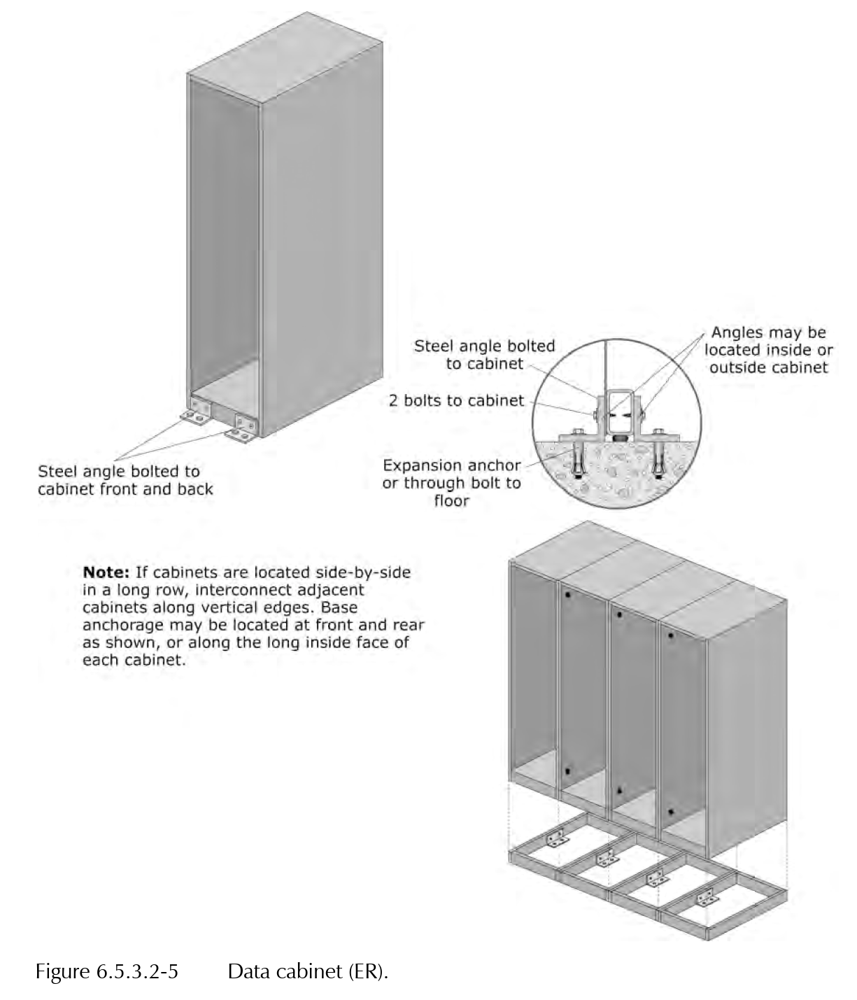 Steel angle bolted
to cabinet
2 bolts to cabinet
Expansion anchor
or through bolt to
floor
Angles may be
located inside or
outside cabinet
Steel angle bolted to
cabinet front and back
Note: If cabinets are located side-by-side
in a long row, interconnect adjacent
cabinets along vertical edges. Base
anchorage may be located at front and rear
as shown, or along the long inside face of
each cabinet.
Figure 6.5.3.2-5 Data cabinet (ER).